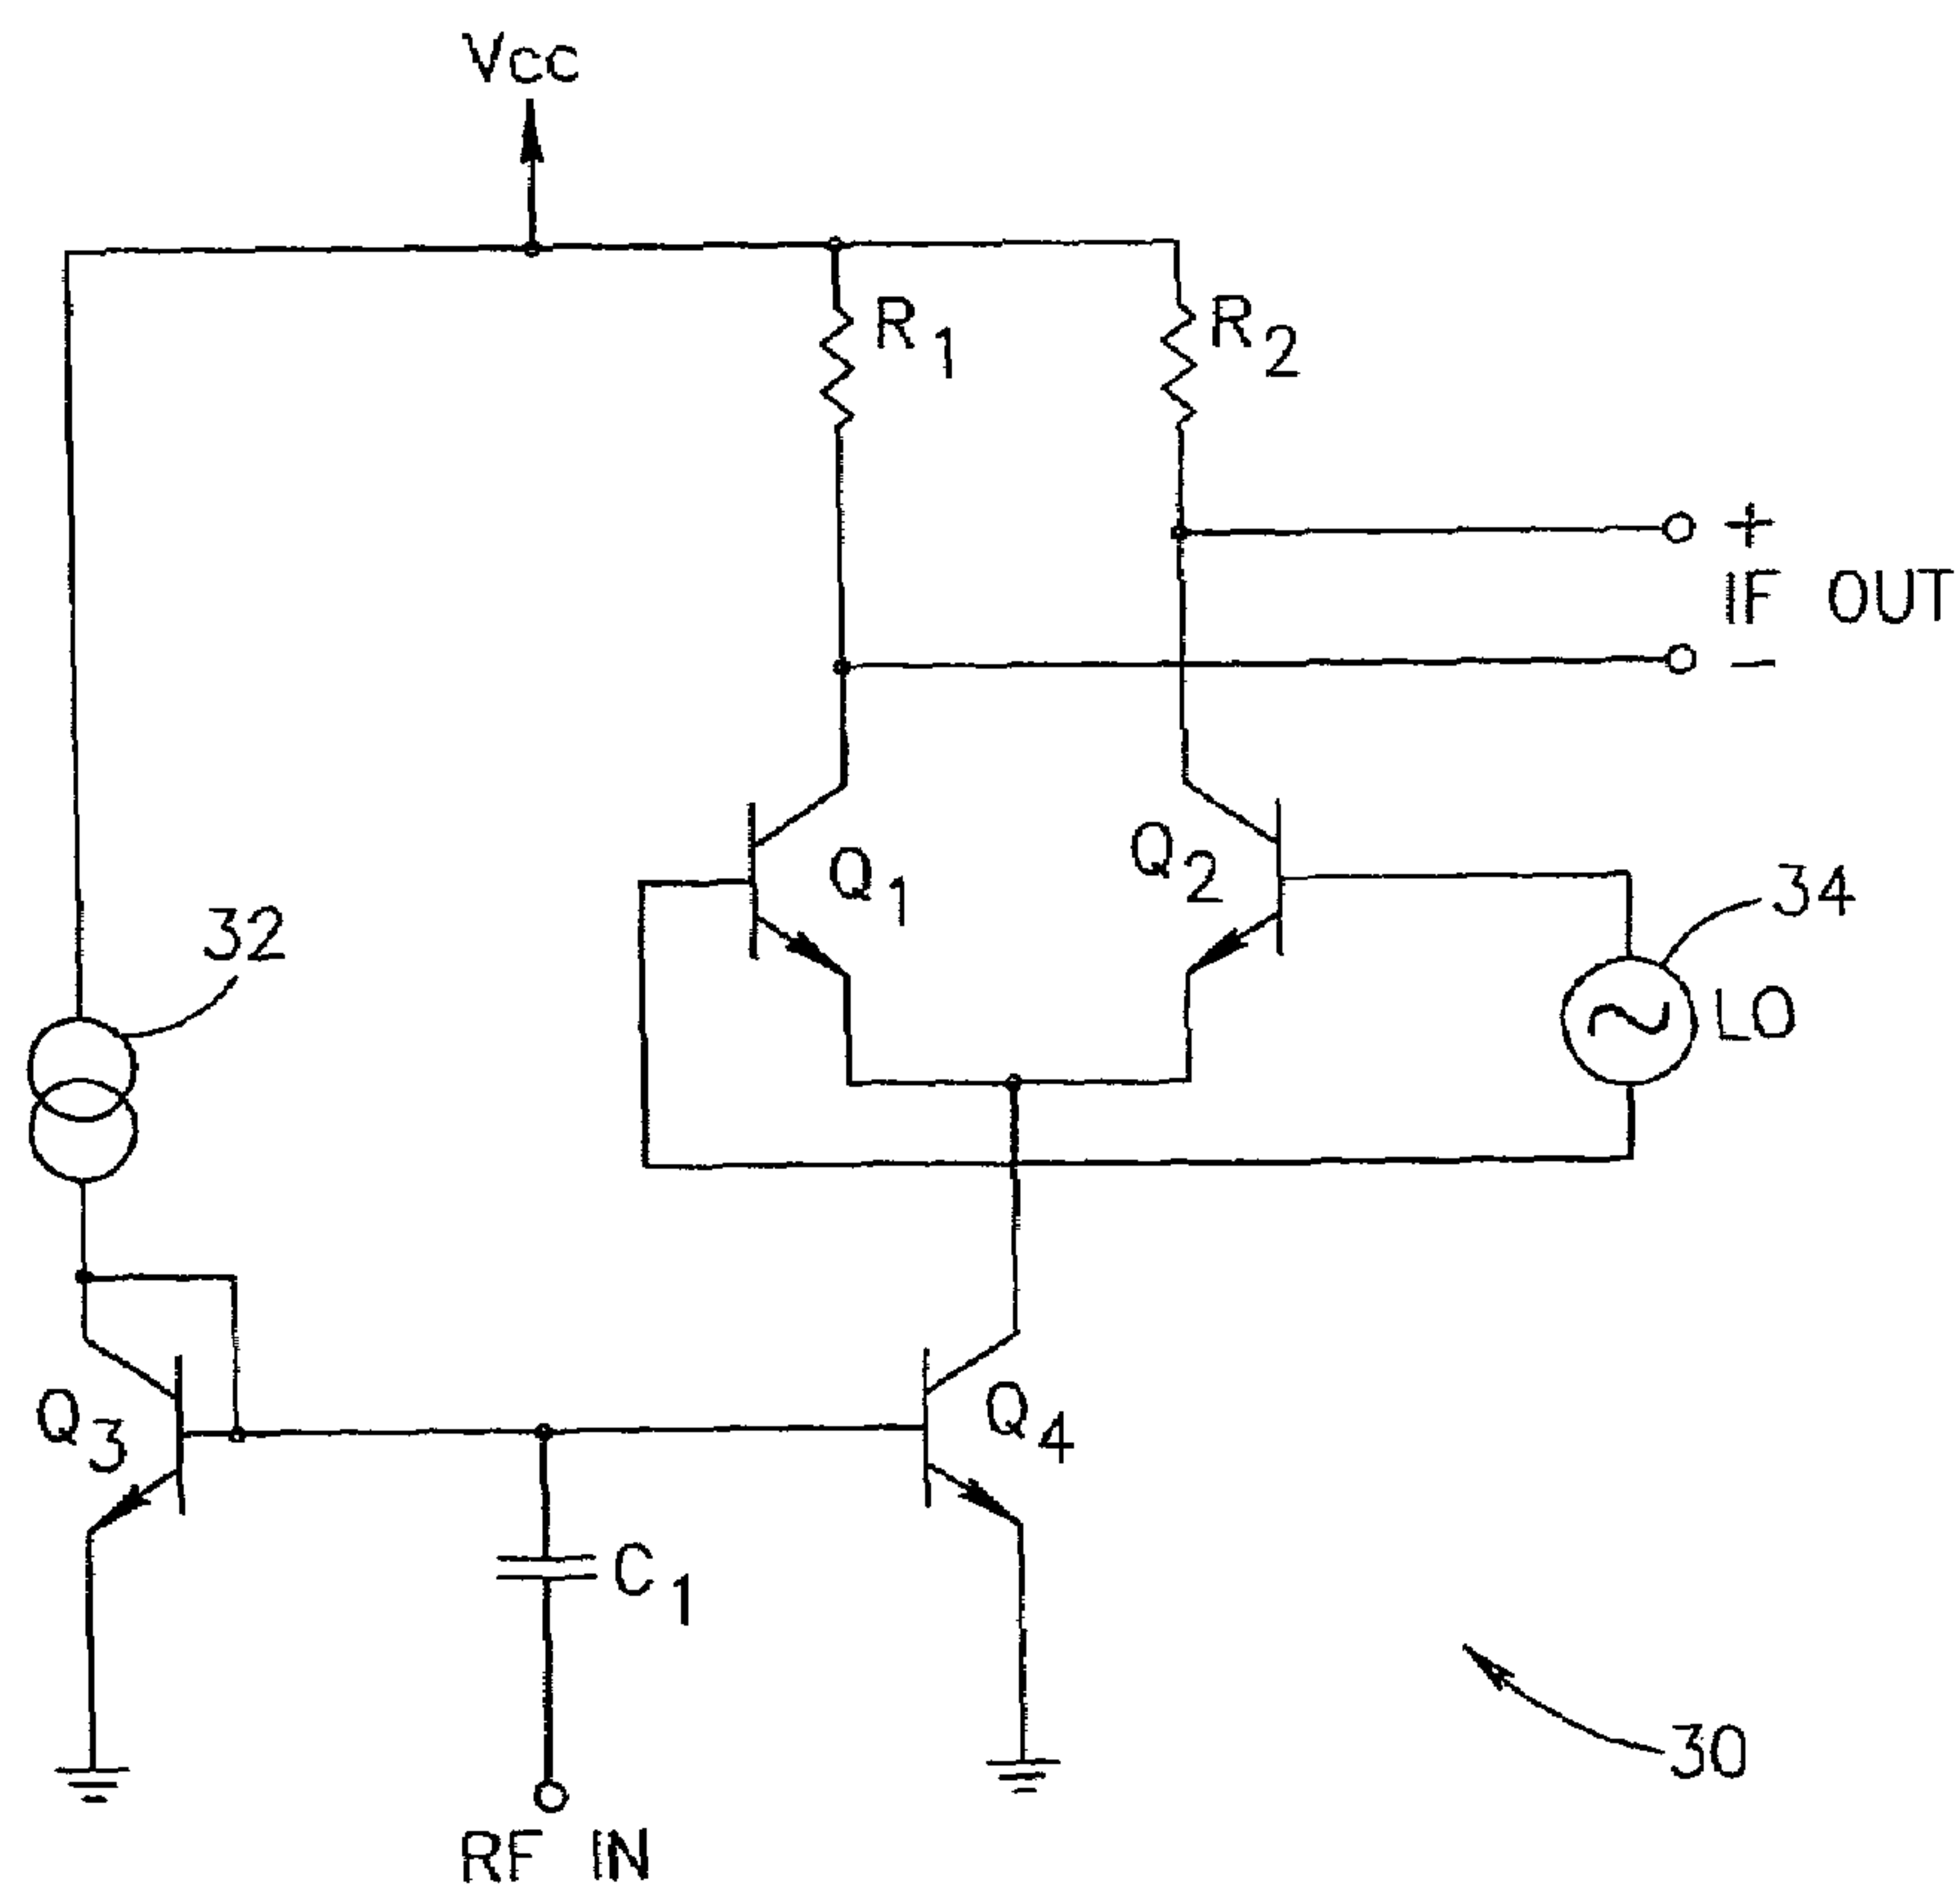 Vcc
R1
R2
+
IF OUT
−
Q1
Q2
34
32
LO
Q3
Q4
C1
30
RF IN